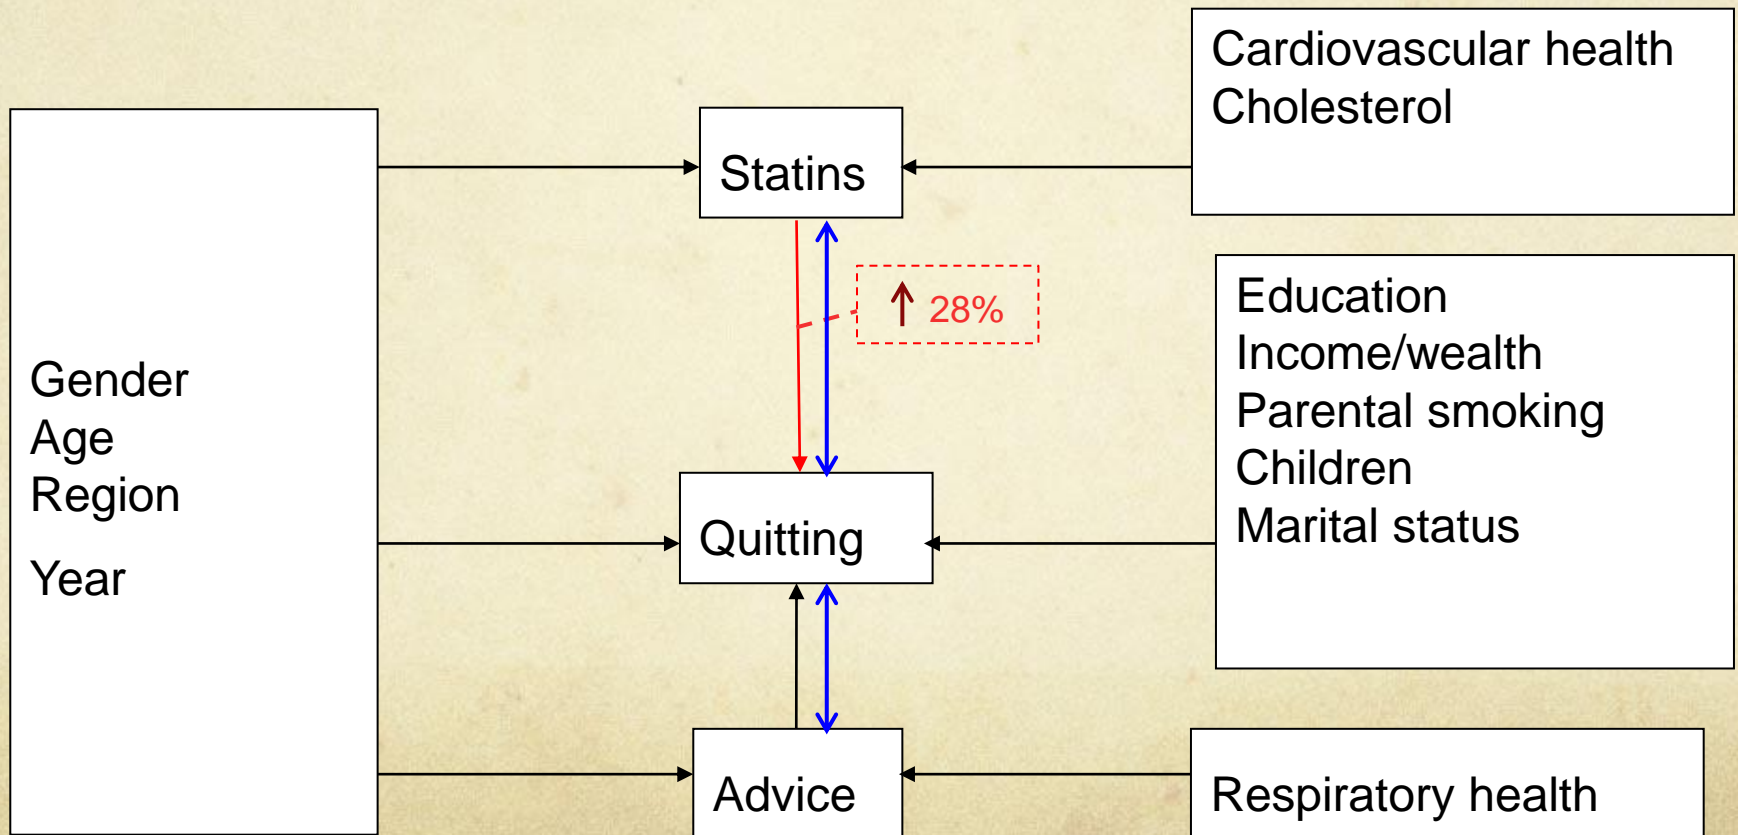 Gender
Age
Region
Year
Statins
↑ 28%
Quitting
Advice
Cardiovascular health
Cholesterol
Education
Income/wealth
Parental smoking
Children
Marital status
Respiratory health